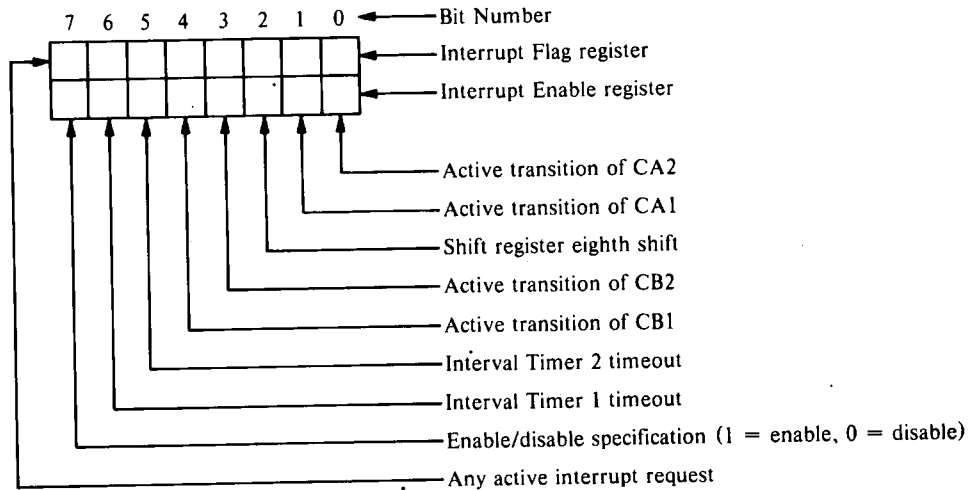 7 6 5 4 3 2 1 0 Bit Number
Interrupt Flag register
Interrupt Enable register
Active transition of CA2
Active transition of CA1
Shift register eighth shift
Active transition of CB2
Active transition of CB1
Interval Timer 2 timeout
Interval Timer 1 timeout
Enable/disable specification (1 = enable, 0 = disable)
Any active interrupt request